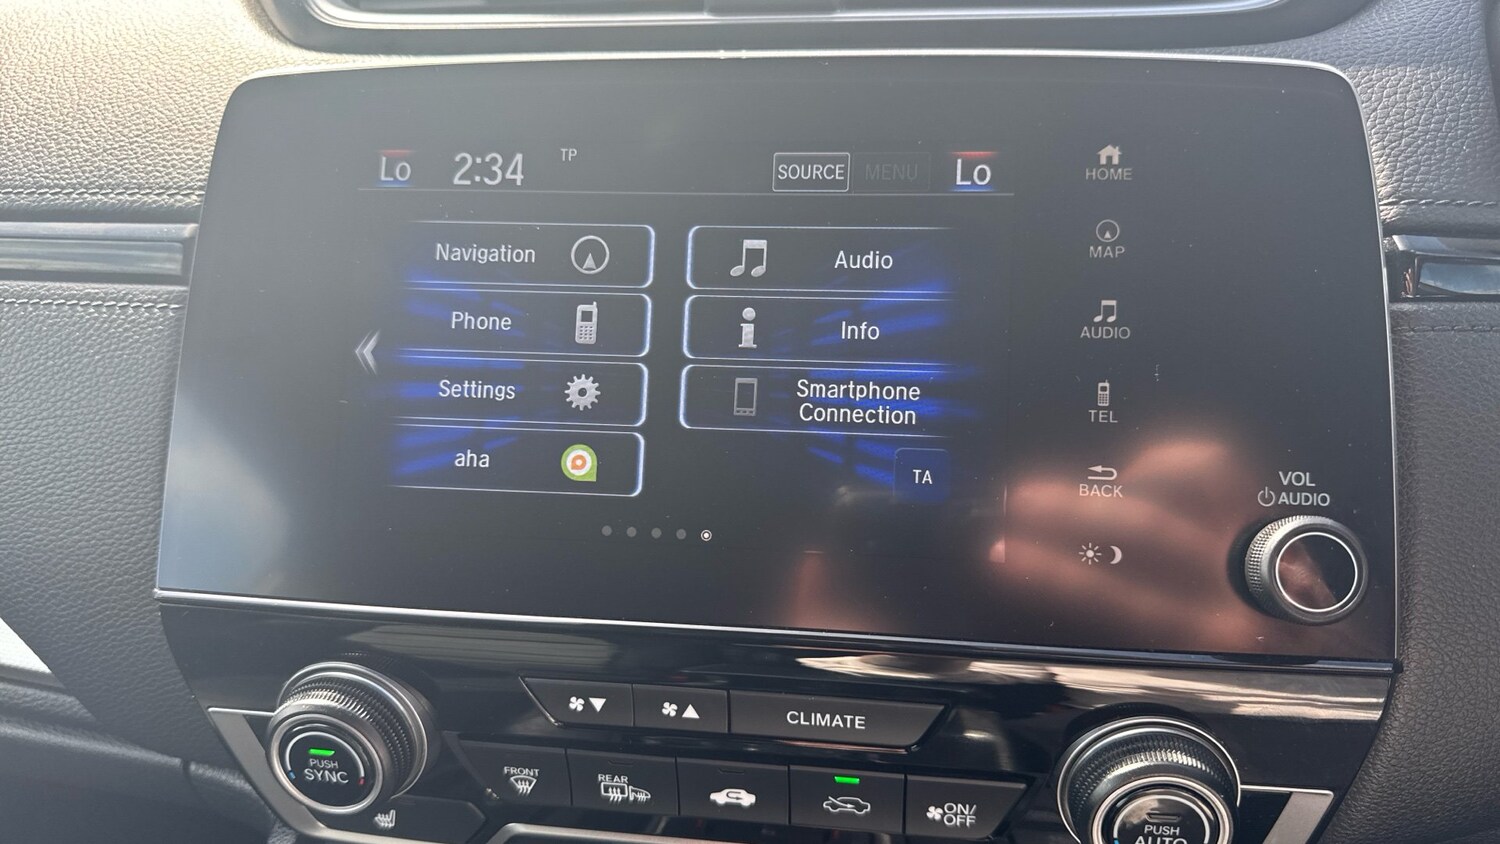 Lo 2:34 TP SOURCE MENU Lo
Navigation
Audio
Phone
Info
Settings
Smartphone
Connection
aha
TA
HOME
MAP
AUDIO
TEL
BACK
VOL
AUDIO
CLIMATE
PUSH
SYNC
FRONT
REAR
ON/
OFF
PUSH
AUTO